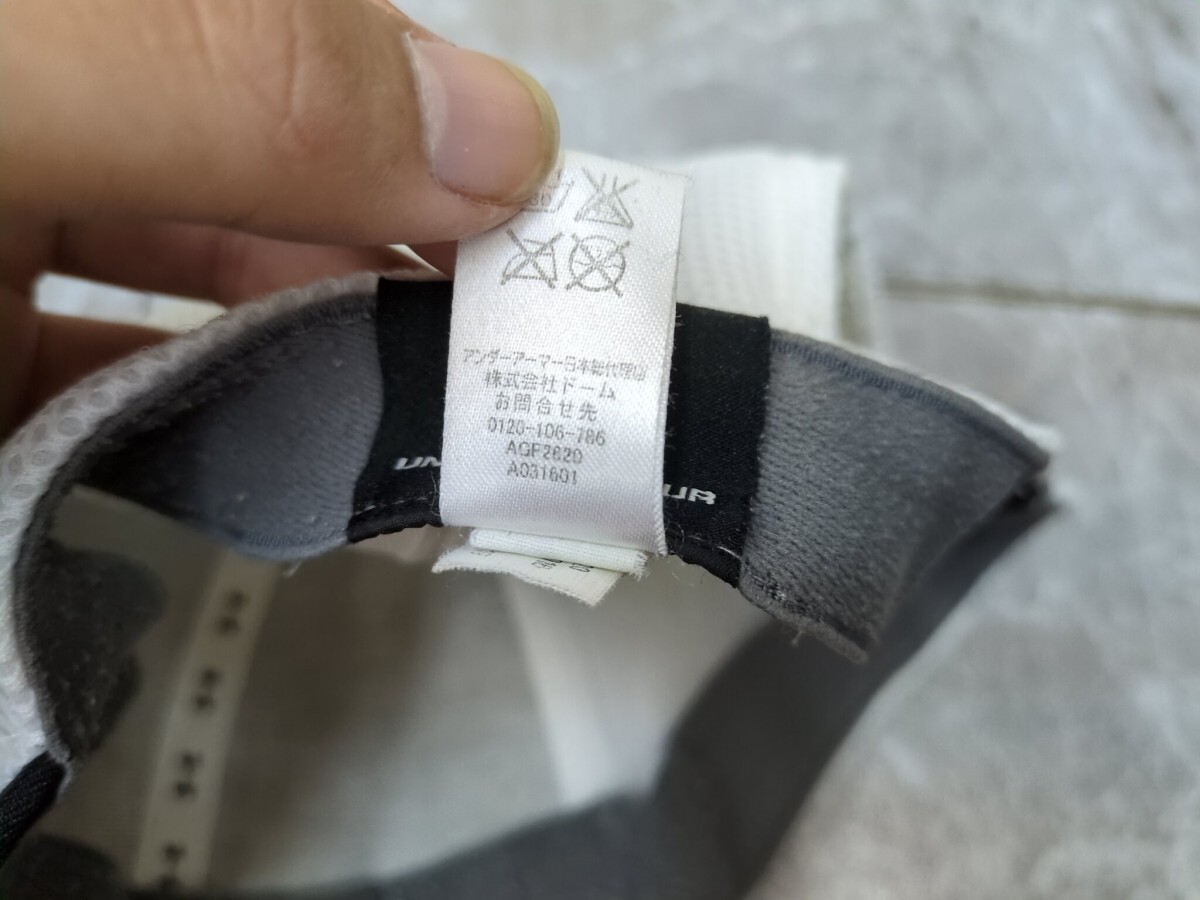 アンダーアーマー日本総代理店
株式会社ドーム
お問合せ先
0120-106-786
AGF2620
A031601
UN
UR